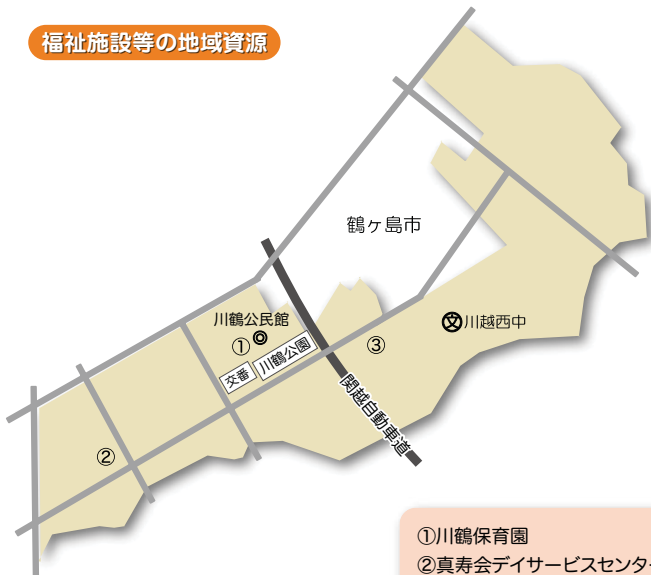 福祉施設等の地域資源
鶴ヶ島市
川鶴公民館
①
川鶴公園
交番
③
川越西中
関越自動車道
②
①川鶴保育園
②真寿会デイサービスセンター